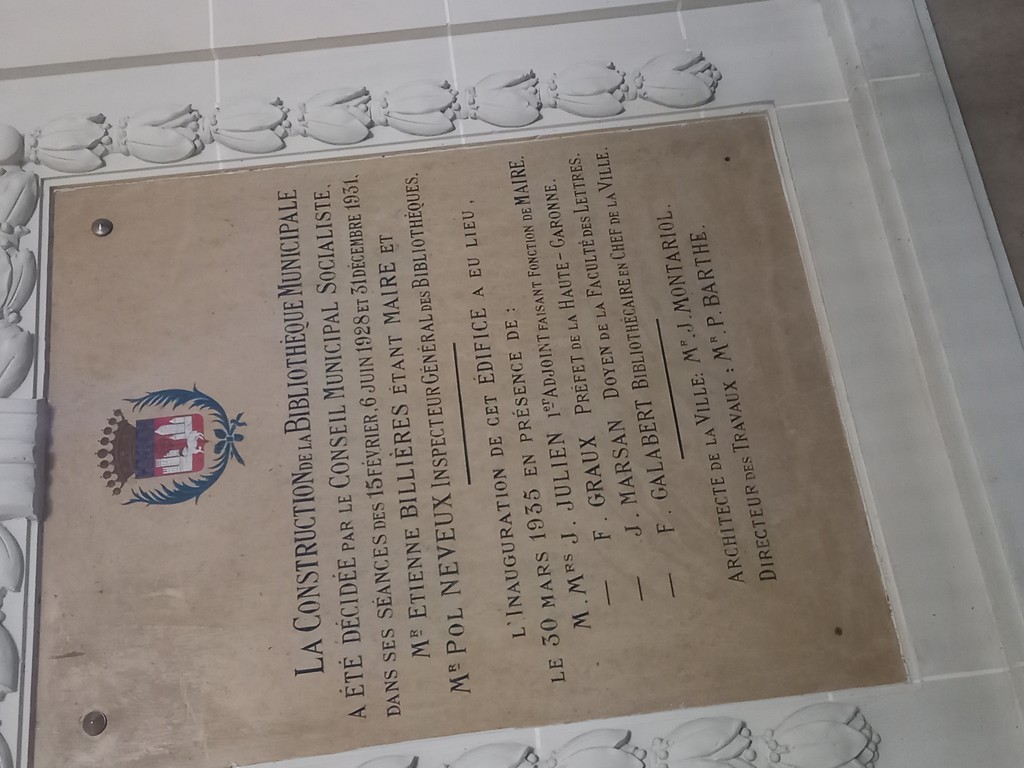 LA CONSTRUCTION DE LA BIBLIOTHÈQUE MUNICIPALE
A ÉTÉ DÉCIDÉE PAR LE CONSEIL MUNICIPAL SOCIALISTE.
DANS SES SÉANCES DES 15 FÉVRIER, 6 JUIN 1928 ET 31 DÉCEMBRE 1931.
MR ETIENNE BILLIÈRES ÉTANT MAIRE ET
MR POL NEVEUX INSPECTEUR GÉNÉRAL DES BIBLIOTHÈQUES.
L'INAUGURATION DE CET ÉDIFICE A EU LIEU,
LE 30 MARS 1935 EN PRÉSENCE DE :
M.MRS J. JULIEN 1ER ADJOINT FAISANT FONCTION DE MAIRE.
— F. GRAUX PRÉFET DE LA HAUTE-GARONNE.
— J. MARSAN DOYEN DE LA FACULTÉ DES LETTRES.
— F. GALABERT BIBLIOTHÉCAIRE EN CHEF DE LA VILLE.
ARCHITECTE DE LA VILLE: MR. J. MONTARIOL.
DIRECTEUR DES TRAVAUX : MR. P. BARTHE.